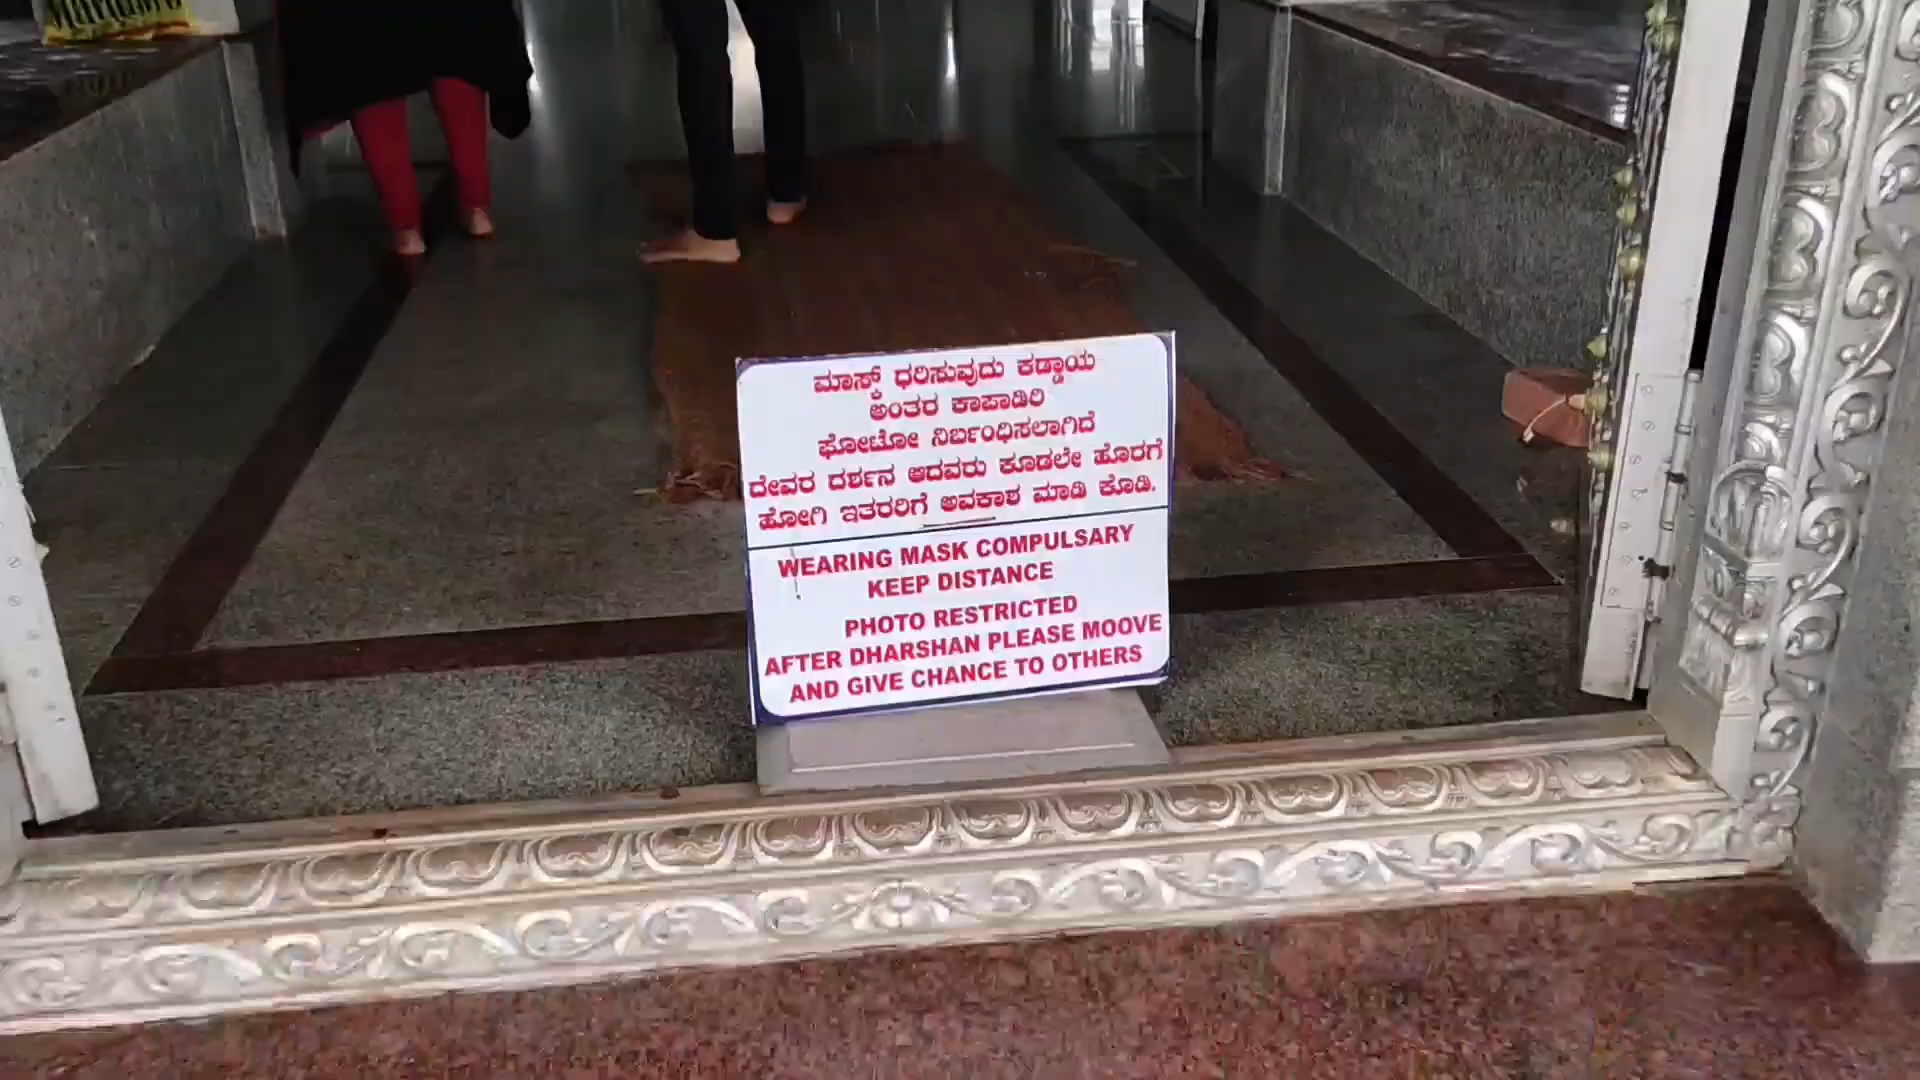 ಮಾಸ್ಕ್ ಧರಿಸುವುದು ಕಡ್ಡಾಯ
ಅಂತರ ಕಾಪಾಡಿರಿ
ಫೋಟೋ ನಿರ್ಬಂಧಿಸಲಾಗಿದೆ
ದೇವರ ದರ್ಶನ ಆದವರು ಕೂಡಲೇ ಹೊರಗೆ
ಹೋಗಿ ಇತರರಿಗೆ ಅವಕಾಶ ಮಾಡಿ ಕೊಡಿ.
WEARING MASK COMPULSARY
KEEP DISTANCE
PHOTO RESTRICTED
AFTER DHARSHAN PLEASE MOOVE
AND GIVE CHANCE TO OTHERS